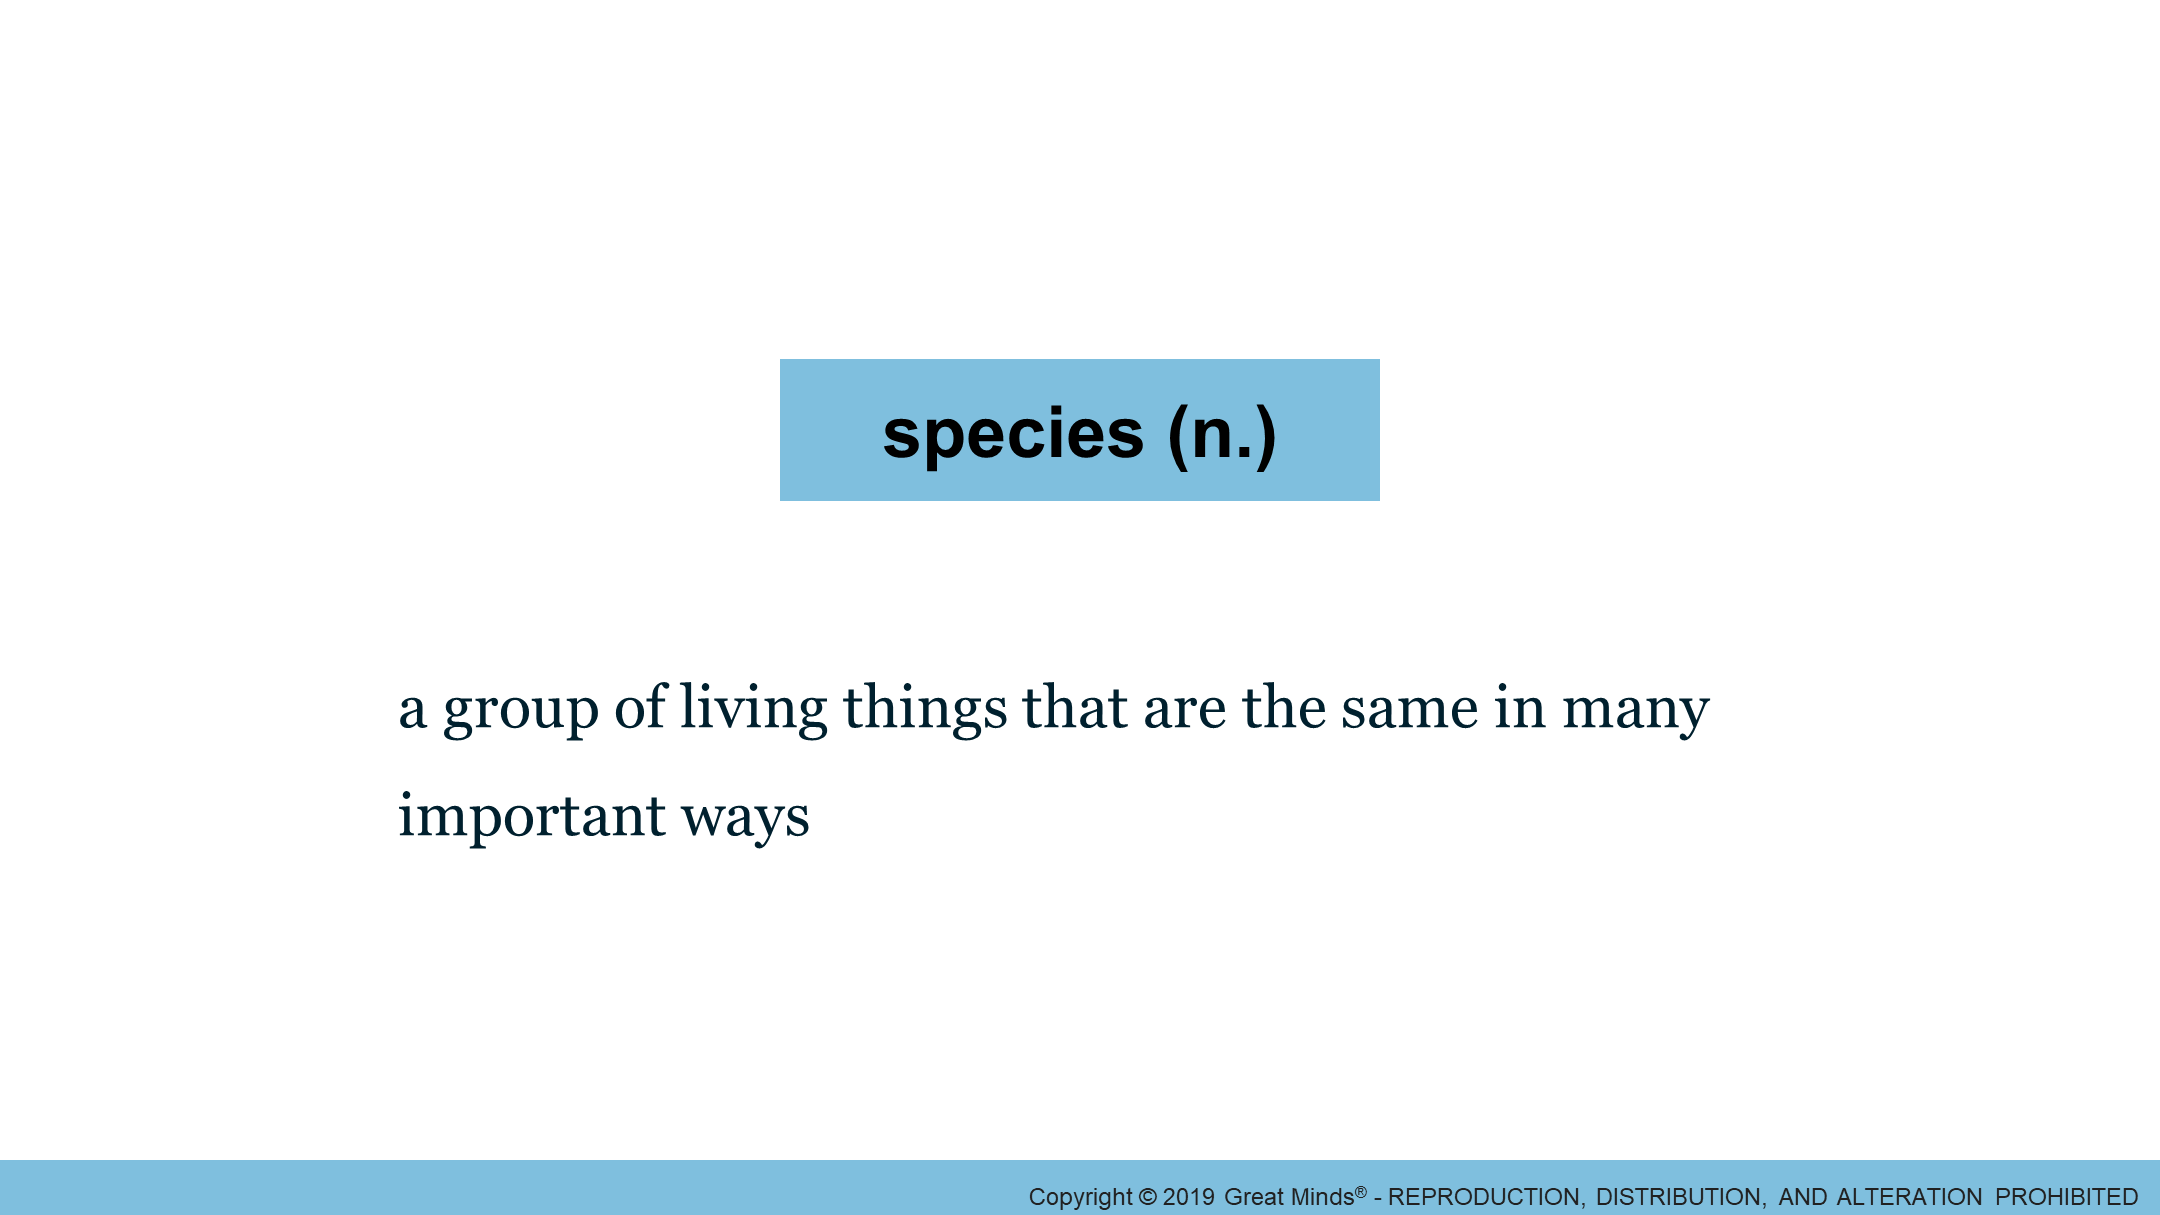 species (n.)
a group of living things that are the same in many
important ways
Copyright © 2019 Great Minds® - REPRODUCTION, DISTRIBUTION, AND ALTERATION PROHIBITED